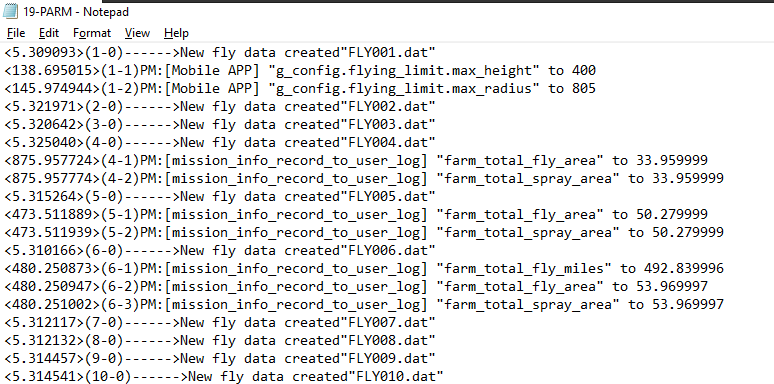 19-PARM - Notepad
File Edit Format View Help
<5.309093>(1-0)------>New fly data created"FLY001.dat"
<138.695015>(1-1)PM:[Mobile APP] "g_config.flying_limit.max_height" to 400
<145.974944>(1-2)PM:[Mobile APP] "g_config.flying_limit.max_radius" to 805
<5.321971>(2-0)------>New fly data created"FLY002.dat"
<5.320642>(3-0)------>New fly data created"FLY003.dat"
<5.325040>(4-0)------>New fly data created"FLY004.dat"
<875.957724>(4-1)PM:[mission_info_record_to_user_log] "farm_total_fly_area" to 33.959999
<875.957774>(4-2)PM:[mission_info_record_to_user_log] "farm_total_spray_area" to 33.959999
<5.315264>(5-0)------>New fly data created"FLY005.dat"
<473.511889>(5-1)PM:[mission_info_record_to_user_log] "farm_total_fly_area" to 50.279999
<473.511939>(5-2)PM:[mission_info_record_to_user_log] "farm_total_spray_area" to 50.279999
<5.310166>(6-0)------>New fly data created"FLY006.dat"
<480.250873>(6-1)PM:[mission_info_record_to_user_log] "farm_total_fly_miles" to 492.839996
<480.250947>(6-2)PM:[mission_info_record_to_user_log] "farm_total_fly_area" to 53.969997
<480.251002>(6-3)PM:[mission_info_record_to_user_log] "farm_total_spray_area" to 53.969997
<5.312117>(7-0)------>New fly data created"FLY007.dat"
<5.312132>(8-0)------>New fly data created"FLY008.dat"
<5.314457>(9-0)------>New fly data created"FLY009.dat"
<5.314541>(10-0)------>New fly data created"FLY010.dat"